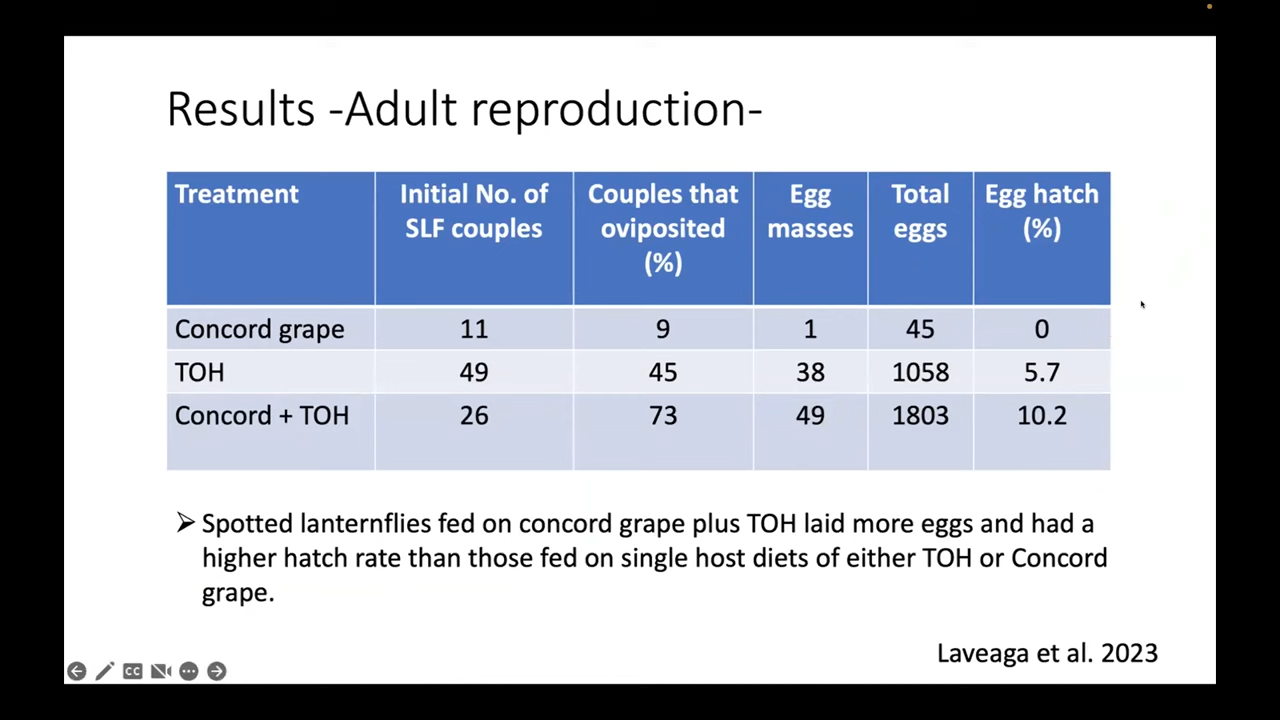 Results -Adult reproduction-
Treatment Initial No. of SLF couples Couples that oviposited (%) Egg masses Total eggs Egg hatch (%)
Concord grape 11 9 1 45 0
TOH 49 45 38 1058 5.7
Concord + TOH 26 73 49 1803 10.2
➢ Spotted lanternflies fed on concord grape plus TOH laid more eggs and had a
higher hatch rate than those fed on single host diets of either TOH or Concord
grape.
Laveaga et al. 2023
CC